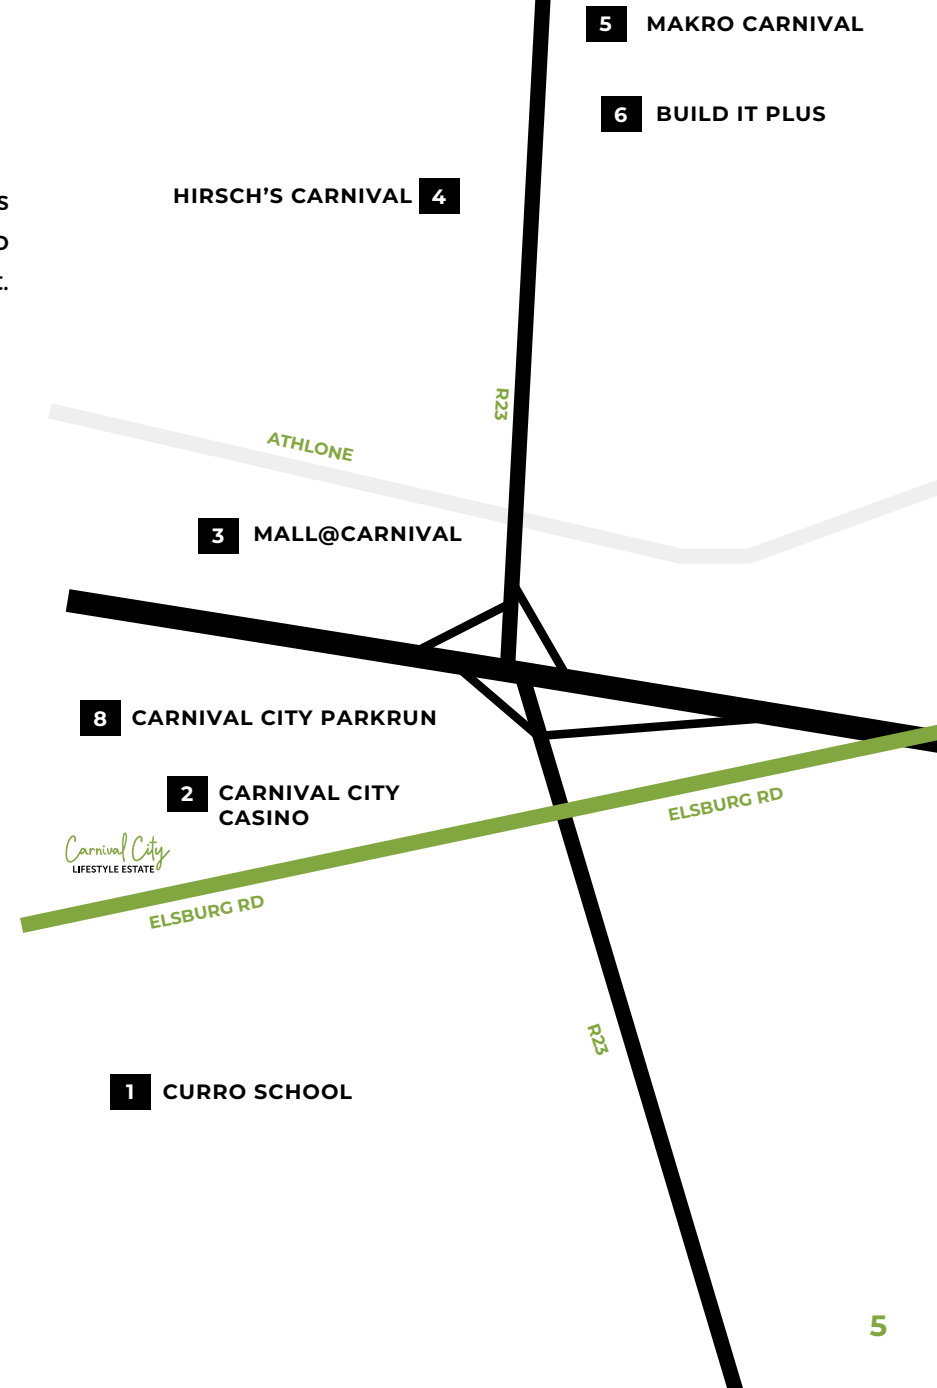 5 MAKRO CARNIVAL
6 BUILD IT PLUS
HIRSCH’S CARNIVAL 4
S
O
t.
R23
ATHLONE
3 MALL@CARNIVAL
8 CARNIVAL CITY PARKRUN
2 CARNIVAL CITY
CASINO
ELSBURG RD
Carnival City
LIFESTYLE ESTATE
ELSBURG RD
R23
1 CURRO SCHOOL
5